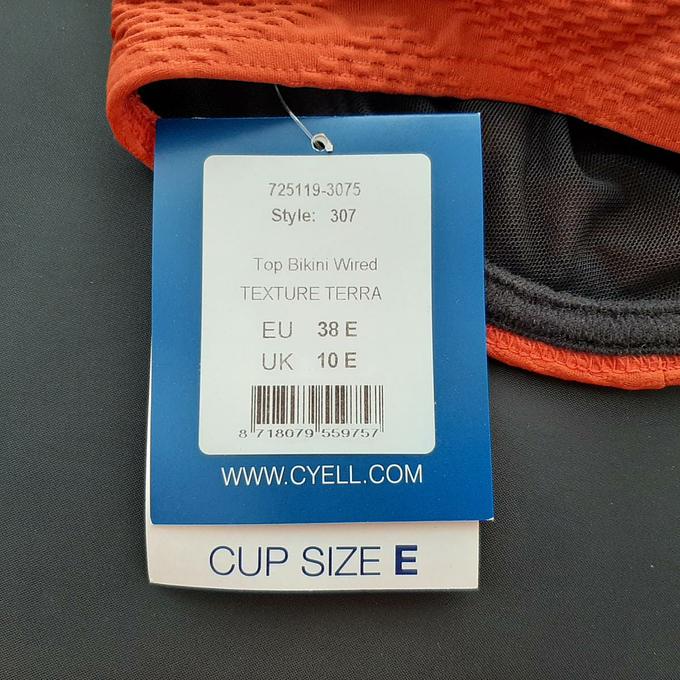 725119-3075
Style: 307
Top Bikini Wired
TEXTURE TERRA
EU 38 E
UK 10 E
8 718079 559757
WWW.CYELL.COM
CUP SIZE E